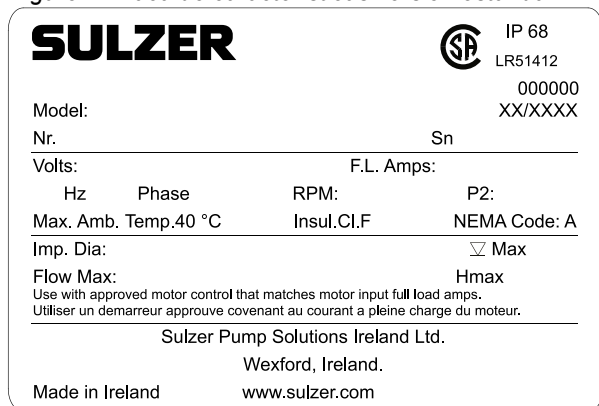 SULZER IP 68
LR51412
000000
Model: XX/XXXX
Nr. Sn
Volts: F.L. Amps:
Hz Phase RPM: P2:
Max. Amb. Temp.40 °C Insul.Cl.F NEMA Code: A
Imp. Dia: Max
Flow Max: Hmax
Use with approved motor control that matches motor input full load amps.
Utiliser un demarreur approuve covenant au courant a pleine charge du moteur.
Sulzer Pump Solutions Ireland Ltd.
Wexford, Ireland.
Made in Ireland www.sulzer.com